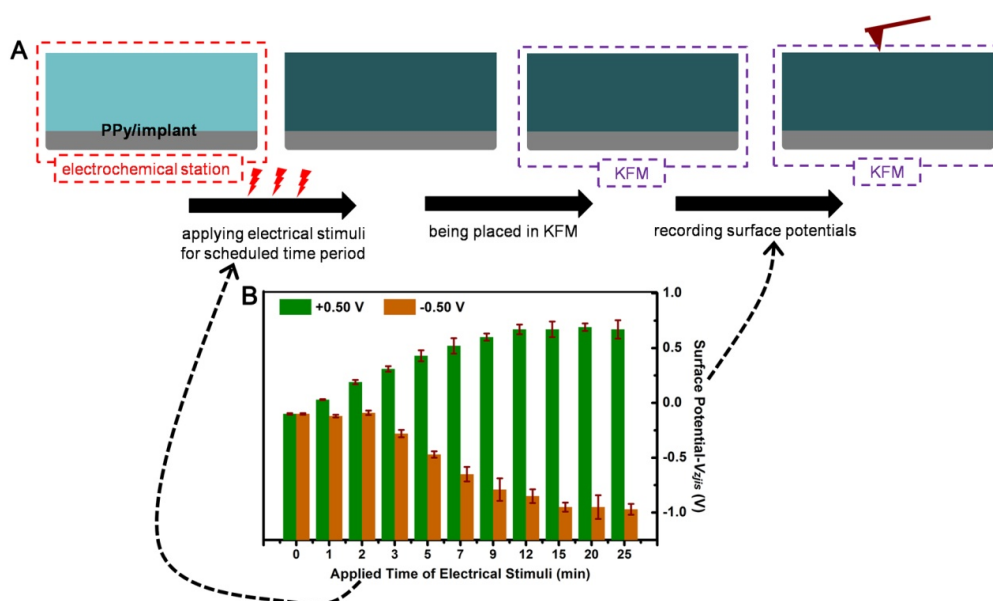 A
PPy/implant
electrochemical station
KFM
KFM
applying electrical stimuli
for scheduled time period
being placed in KFM
recording surface potentials
B
+0.50 V
-0.50 V
1.0
0.5
0.0
-0.5
-1.0
Surface Potential-Vzjis (V)
0 1 2 3 5 7 9 12 15 20 25
Applied Time of Electrical Stimuli (min)